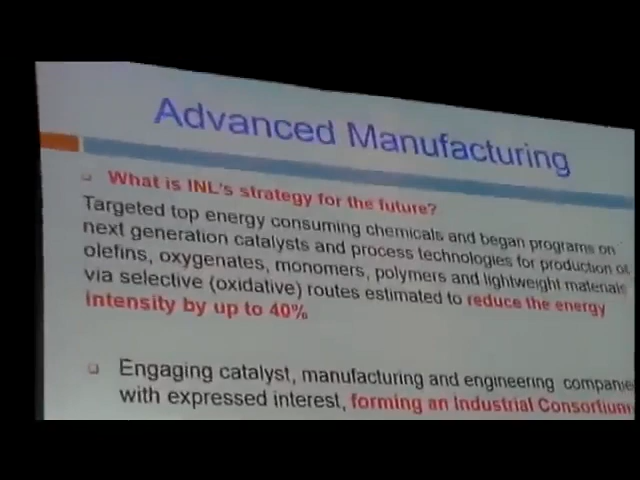 Advanced Manufacturing
What is INL's strategy for the future?
Targeted top energy consuming chemicals and began programs on
next generation catalysts and process technologies for production of
olefins, oxygenates, monomers, polymers and lightweight materials
via selective (oxidative) routes estimated to reduce the energy
intensity by up to 40%
Engaging catalyst, manufacturing and engineering companie
with expressed interest, forming an Industrial Consortium